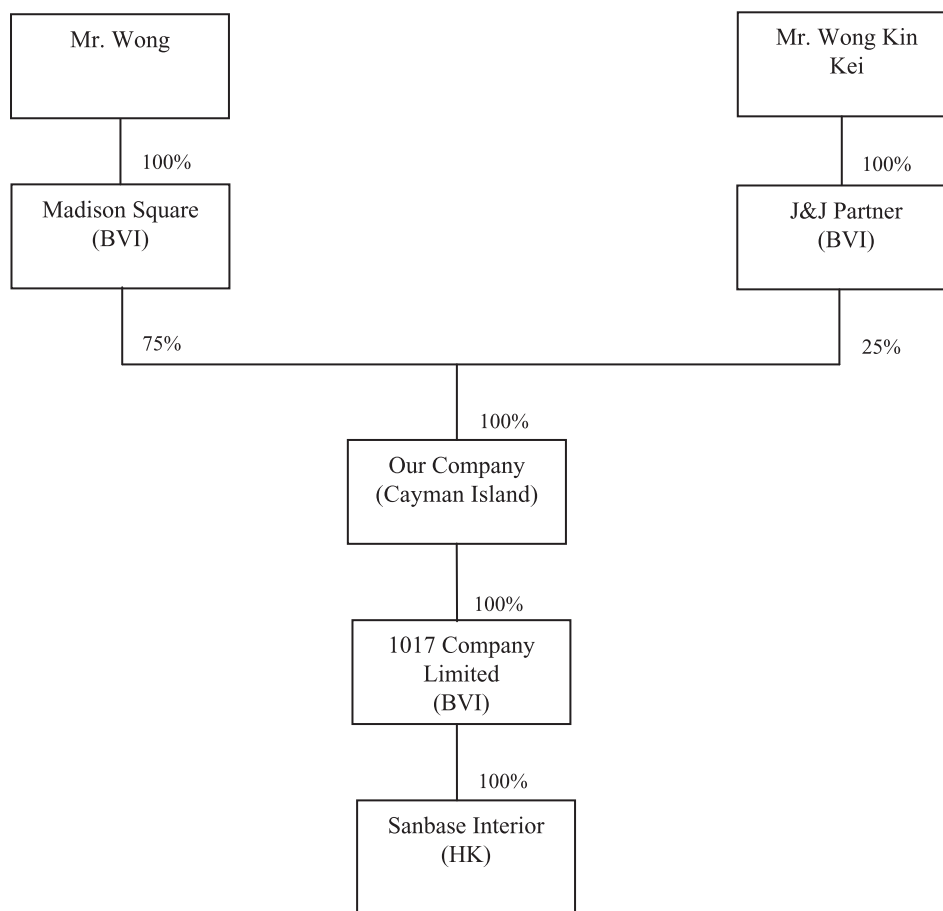 Mr. Wong
Mr. Wong Kin
Kei
100%
100%
Madison Square
(BVI)
J&J Partner
(BVI)
75%
25%
100%
Our Company
(Cayman Island)
100%
1017 Company
Limited
(BVI)
100%
Sanbase Interior
(HK)